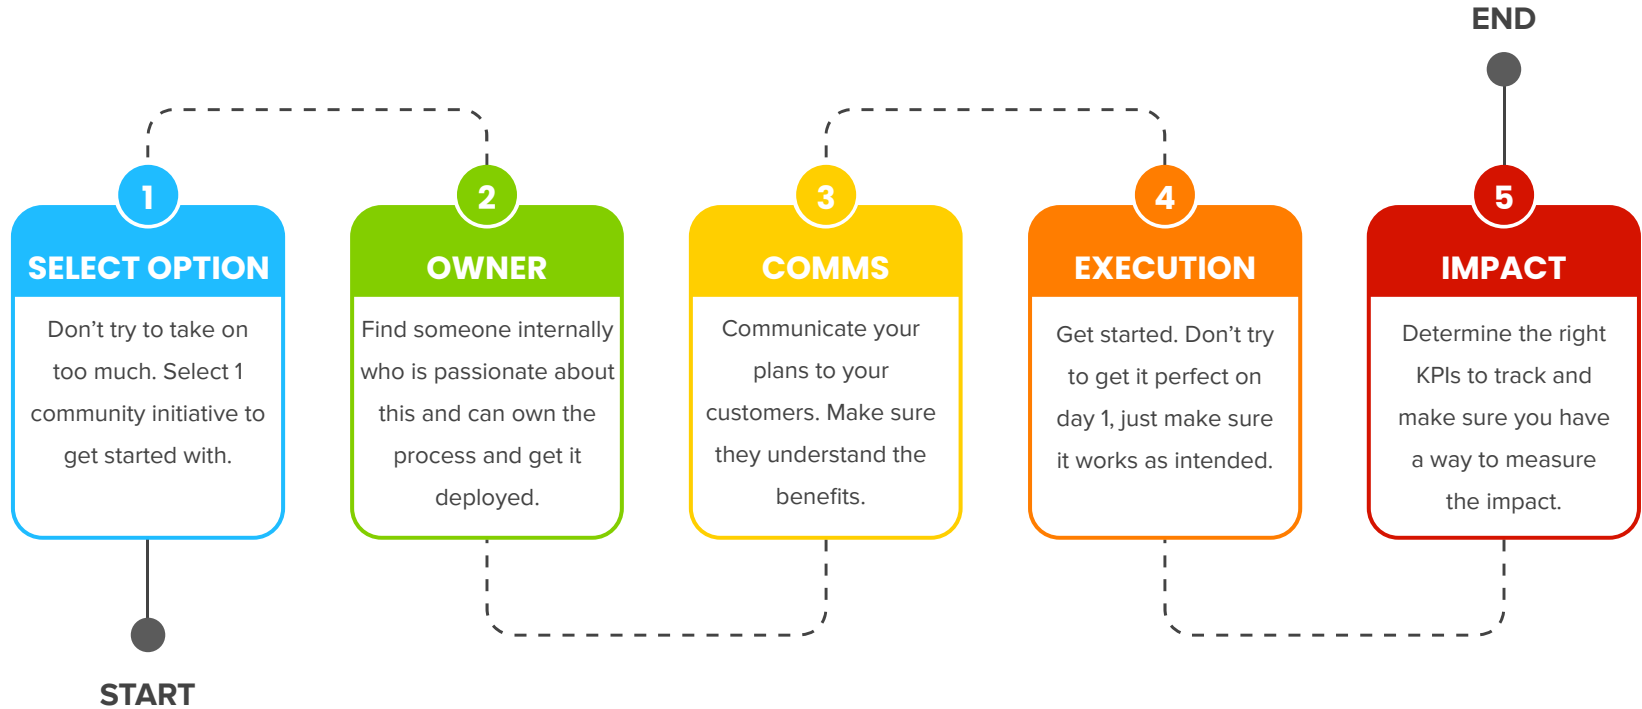 END
1
SELECT OPTION
Don’t try to take on
too much. Select 1
community initiative to
get started with.
START
2
OWNER
Find someone internally
who is passionate about
this and can own the
process and get it
deployed.
3
COMMS
Communicate your
plans to your
customers. Make sure
they understand the
benefits.
4
EXECUTION
Get started. Don’t try
to get it perfect on
day 1, just make sure
it works as intended.
5
IMPACT
Determine the right
KPIs to track and
make sure you have
a way to measure
the impact.